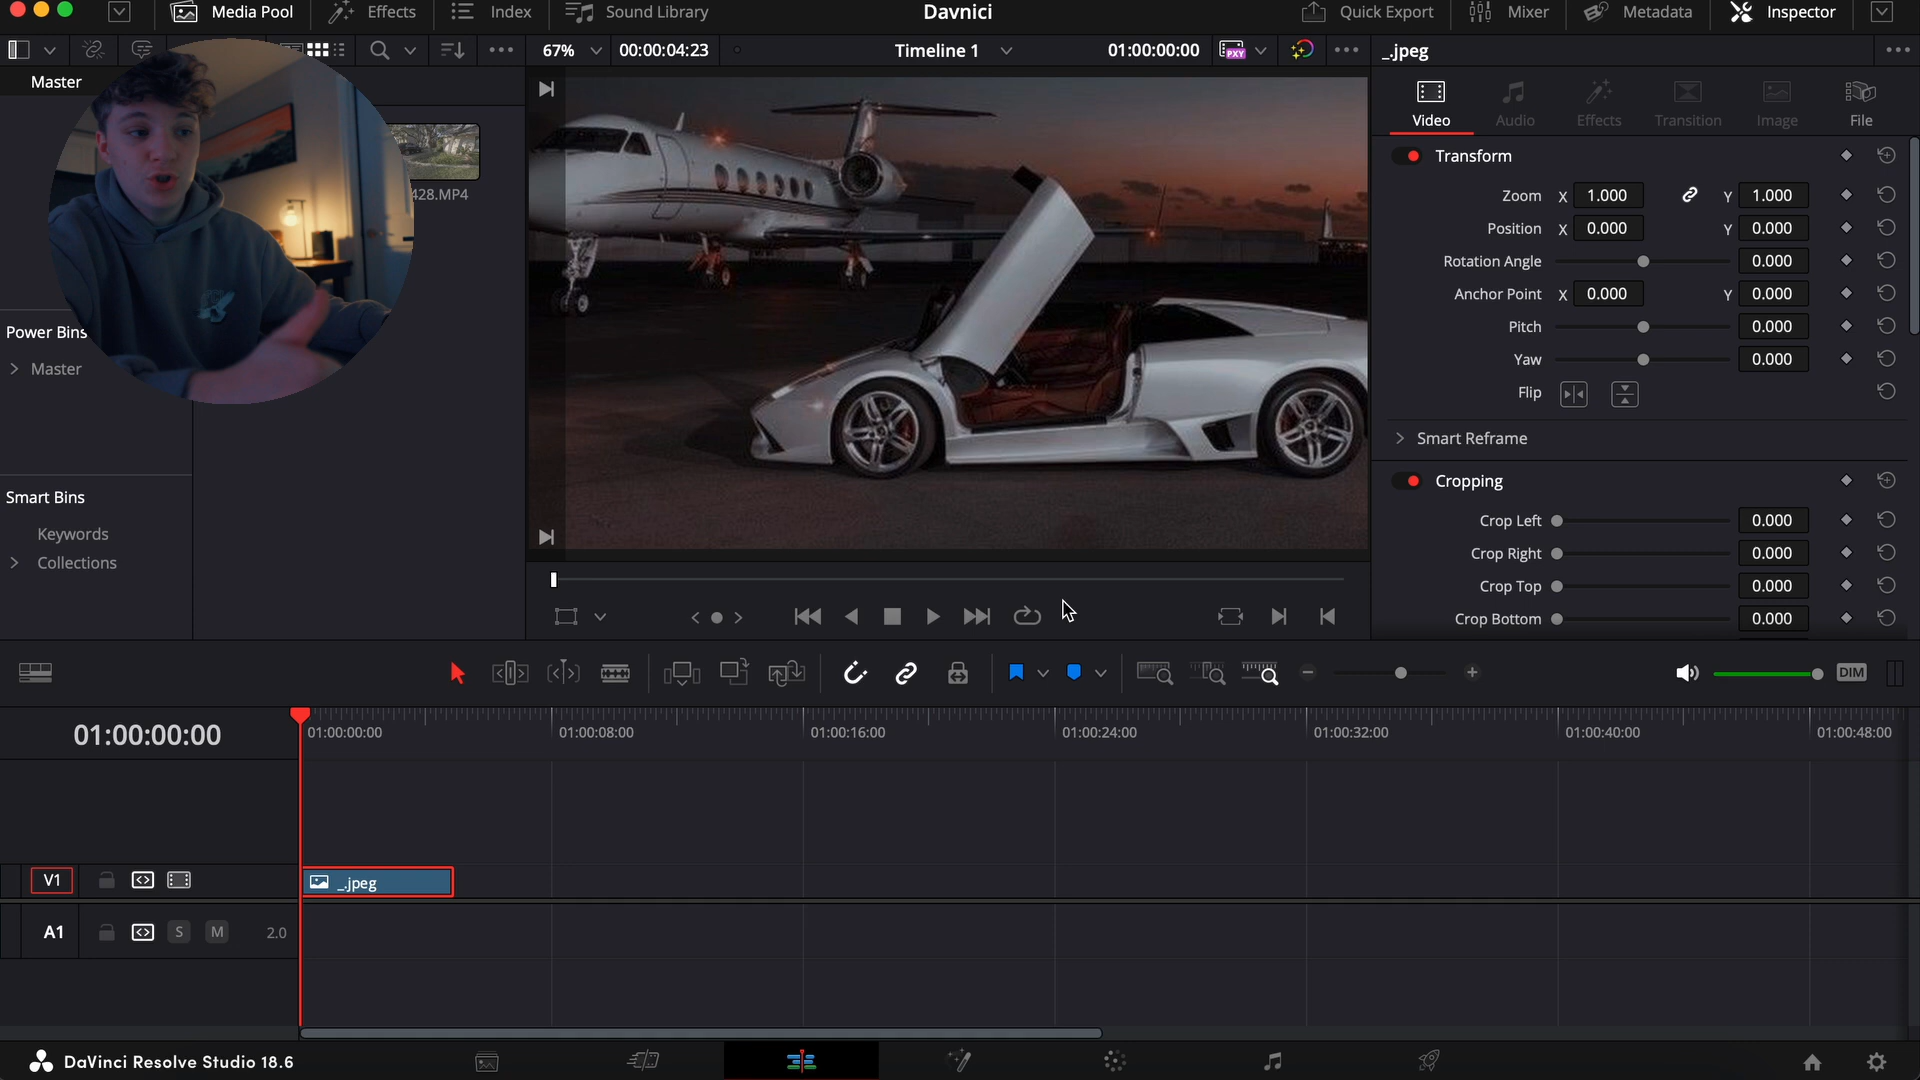 Media Pool
Effects
Index
Sound Library
Davnici
Quick Export
Mixer
Metadata
Inspector
67%
00:00:04:23
Timeline 1
01:00:00:00
PXY
_.jpeg
Master
428.MP4
Power Bins
Master
Smart Bins
Keywords
Collections
Video
Audio
Effects
Transition
Image
File
Transform
Zoom X 1.000 Y 1.000
Position X 0.000 Y 0.000
Rotation Angle 0.000
Anchor Point X 0.000 Y 0.000
Pitch 0.000
Yaw 0.000
Flip
Smart Reframe
Cropping
Crop Left 0.000
Crop Right 0.000
Crop Top 0.000
Crop Bottom 0.000
DIM
01:00:00:00
01:00:00:00 01:00:08:00 01:00:16:00 01:00:24:00 01:00:32:00 01:00:40:00 01:00:48:00
V1
_.jpeg
A1 S M 2.0
DaVinci Resolve Studio 18.6